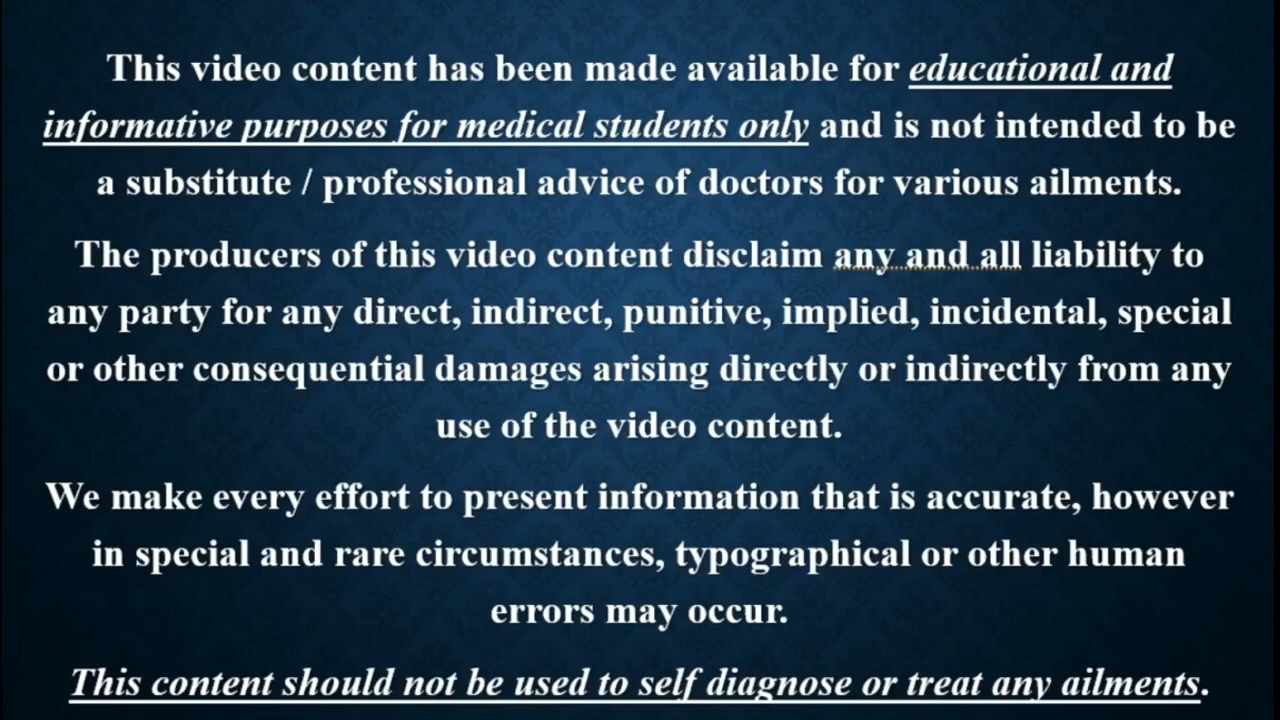 This video content has been made available for educational and
informative purposes for medical students only and is not intended to be
a substitute / professional advice of doctors for various ailments.
The producers of this video content disclaim any and all liability to
any party for any direct, indirect, punitive, implied, incidental, special
or other consequential damages arising directly or indirectly from any
use of the video content.
We make every effort to present information that is accurate, however
in special and rare circumstances, typographical or other human
errors may occur.
This content should not be used to self diagnose or treat any ailments.